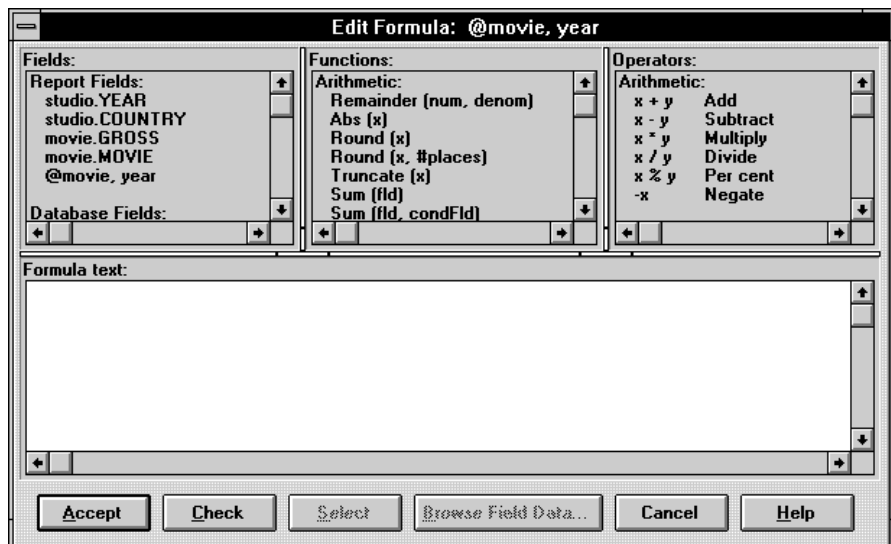 Edit Formula: @movie, year
Fields:
Report Fields:
studio.YEAR
studio.COUNTRY
movie.GROSS
movie.MOVIE
@movie, year
Database Fields:
Functions:
Arithmetic:
Remainder (num, denom)
Abs (x)
Round (x)
Round (x, #places)
Truncate (x)
Sum (fld)
Sum (fld, condFld)
Operators:
Arithmetic:
x + y Add
x - y Subtract
x * y Multiply
x / y Divide
x % y Per cent
-x Negate
Formula text:
Accept Check Select Browse Field Data... Cancel Help